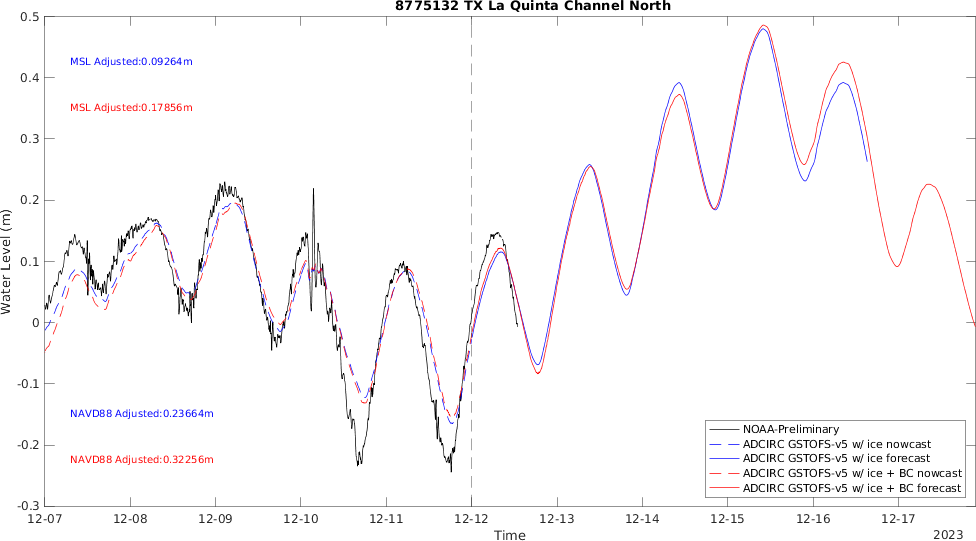 8775132 TX La Quinta Channel North
0.5
0.4
0.3
0.2
0.1
0
-0.1
-0.2
-0.3
Water Level (m)
MSL Adjusted:0.09264m
MSL Adjusted:0.17856m
NAVD88 Adjusted:0.23664m
NAVD88 Adjusted:0.32256m
NOAA-Preliminary
ADCIRC GSTOFS-v5 w/ ice nowcast
ADCIRC GSTOFS-v5 w/ ice forecast
ADCIRC GSTOFS-v5 w/ ice + BC nowcast
ADCIRC GSTOFS-v5 w/ ice + BC forecast
12-07 12-08 12-09 12-10 12-11 12-12 12-13 12-14 12-15 12-16 12-17
Time
2023